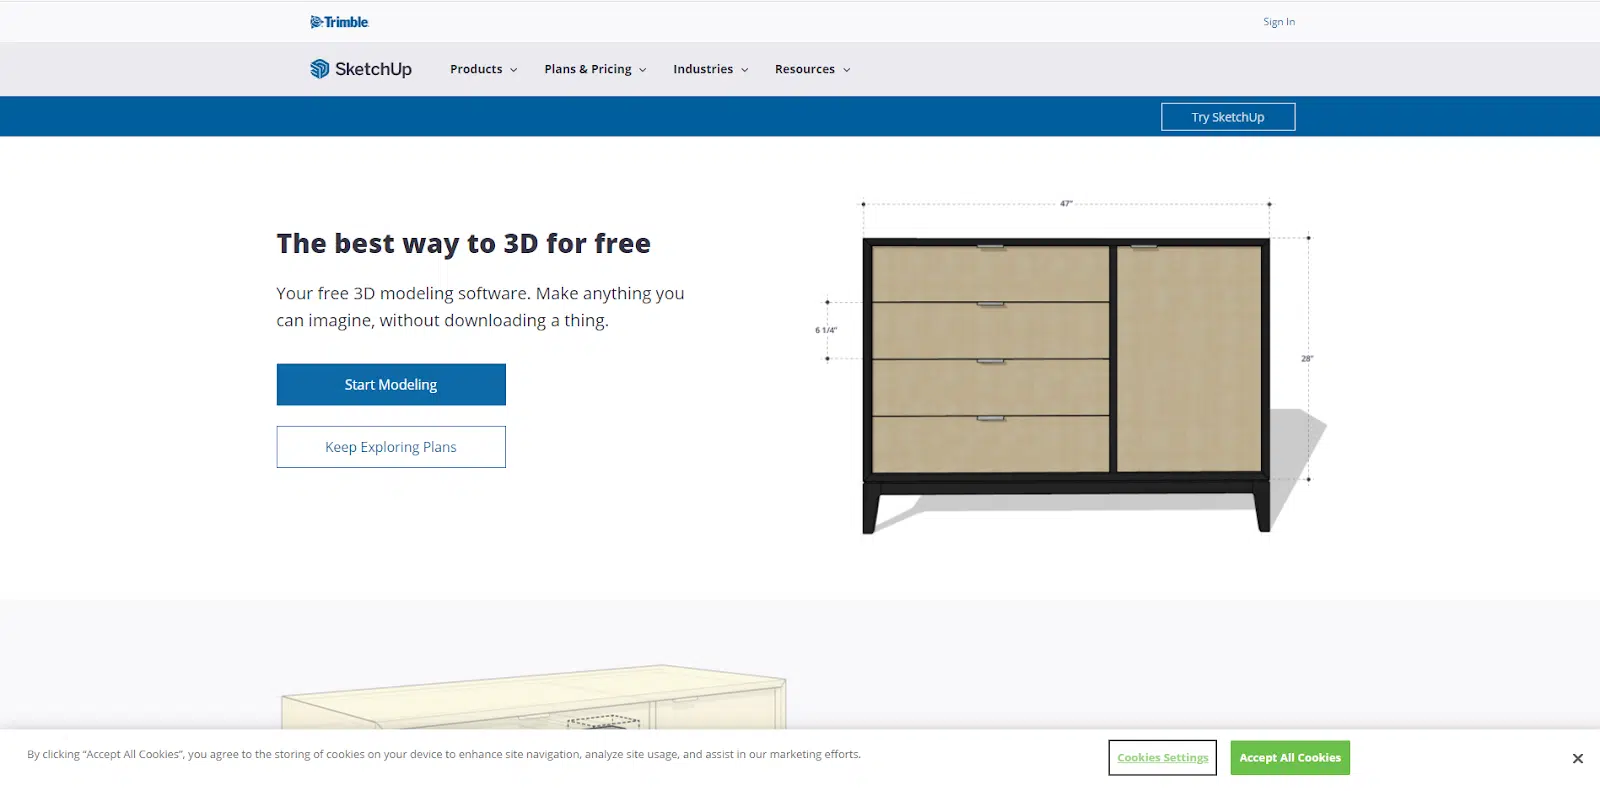 Trimble
Sign In
SketchUp
Products
Plans & Pricing
Industries
Resources
Try SketchUp
47"
The best way to 3D for free
Your free 3D modeling software. Make anything you
can imagine, without downloading a thing.
6 1/4"
28"
Start Modeling
Keep Exploring Plans
By clicking “Accept All Cookies”, you agree to the storing of cookies on your device to enhance site navigation, analyze site usage, and assist in our marketing efforts.
Cookies Settings
Accept All Cookies